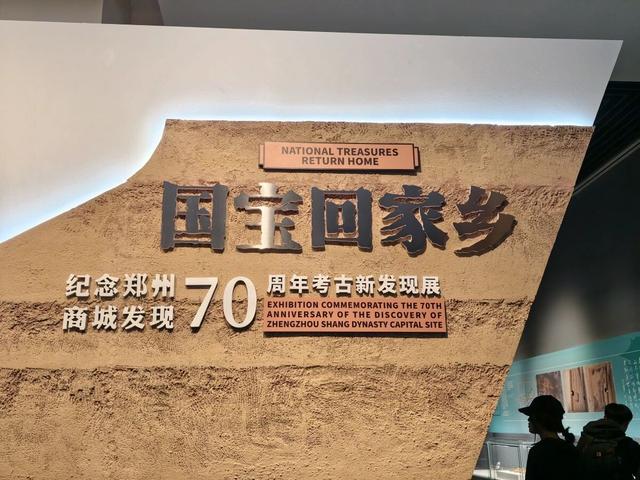 NATIONAL TREASURES
RETURN HOME
国宝回家乡
纪念郑州
商城发现
70
周年考古新发现展
EXHIBITION COMMEMORATING THE 70TH
ANNIVERSARY OF THE DISCOVERY OF
ZHENGZHOU SHANG DYNASTY CAPITAL SITE